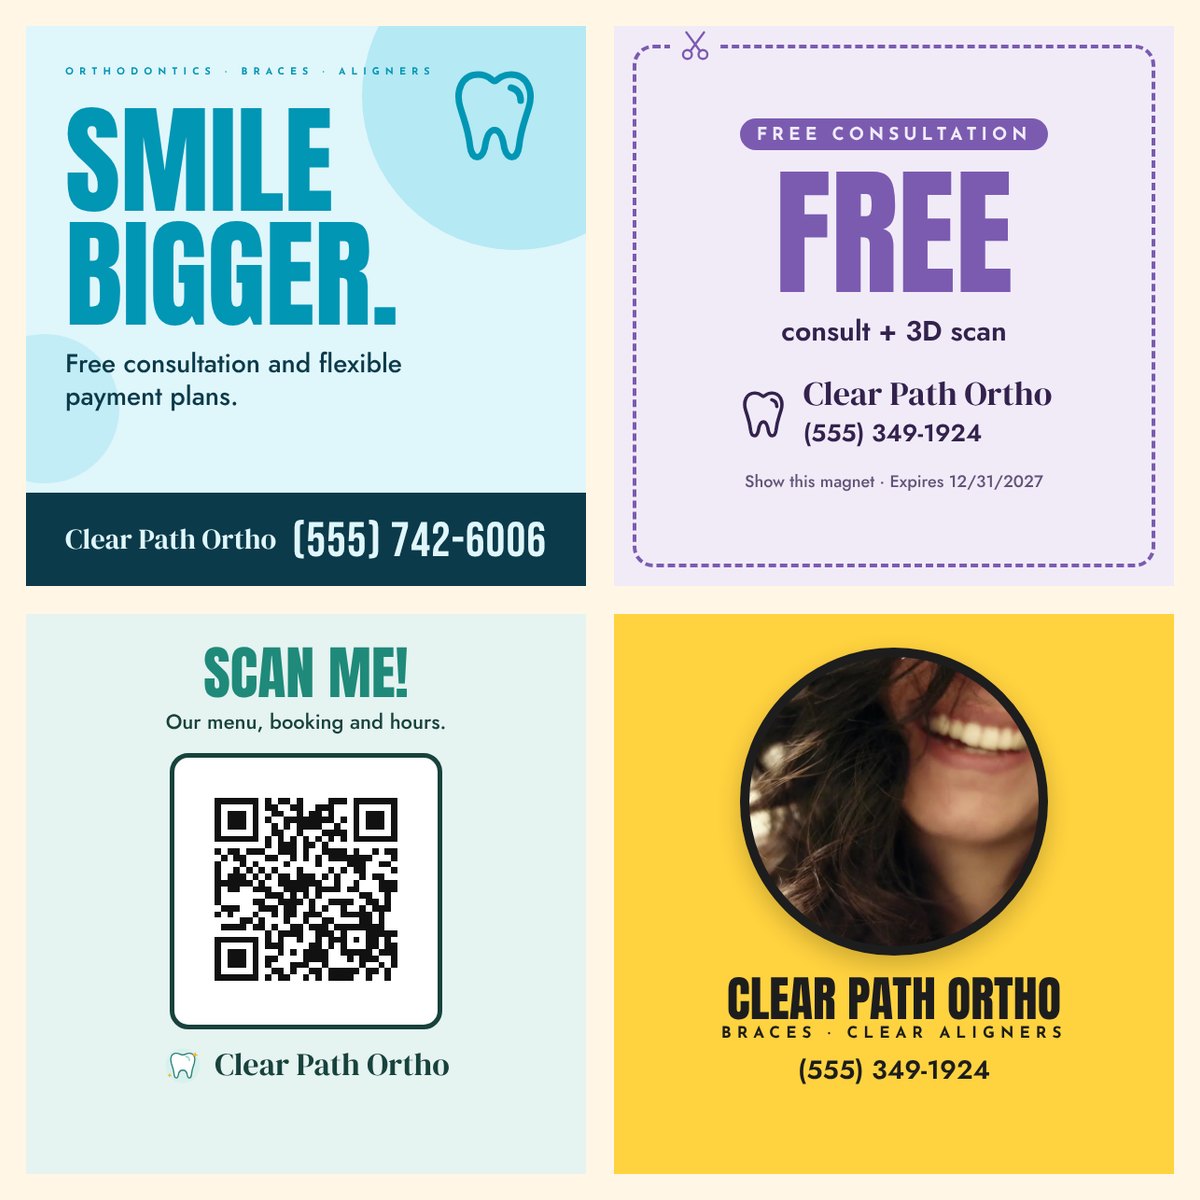 ORTHODONTICS · BRACES · ALIGNERS
SMILE
BIGGER.
Free consultation and flexible
payment plans.
Clear Path Ortho (555) 742-6006
FREE CONSULTATION
FREE
consult + 3D scan
Clear Path Ortho
(555) 349-1924
Show this magnet · Expires 12/31/2027
SCAN ME!
Our menu, booking and hours.
Clear Path Ortho
CLEAR PATH ORTHO
BRACES · CLEAR ALIGNERS
(555) 349-1924